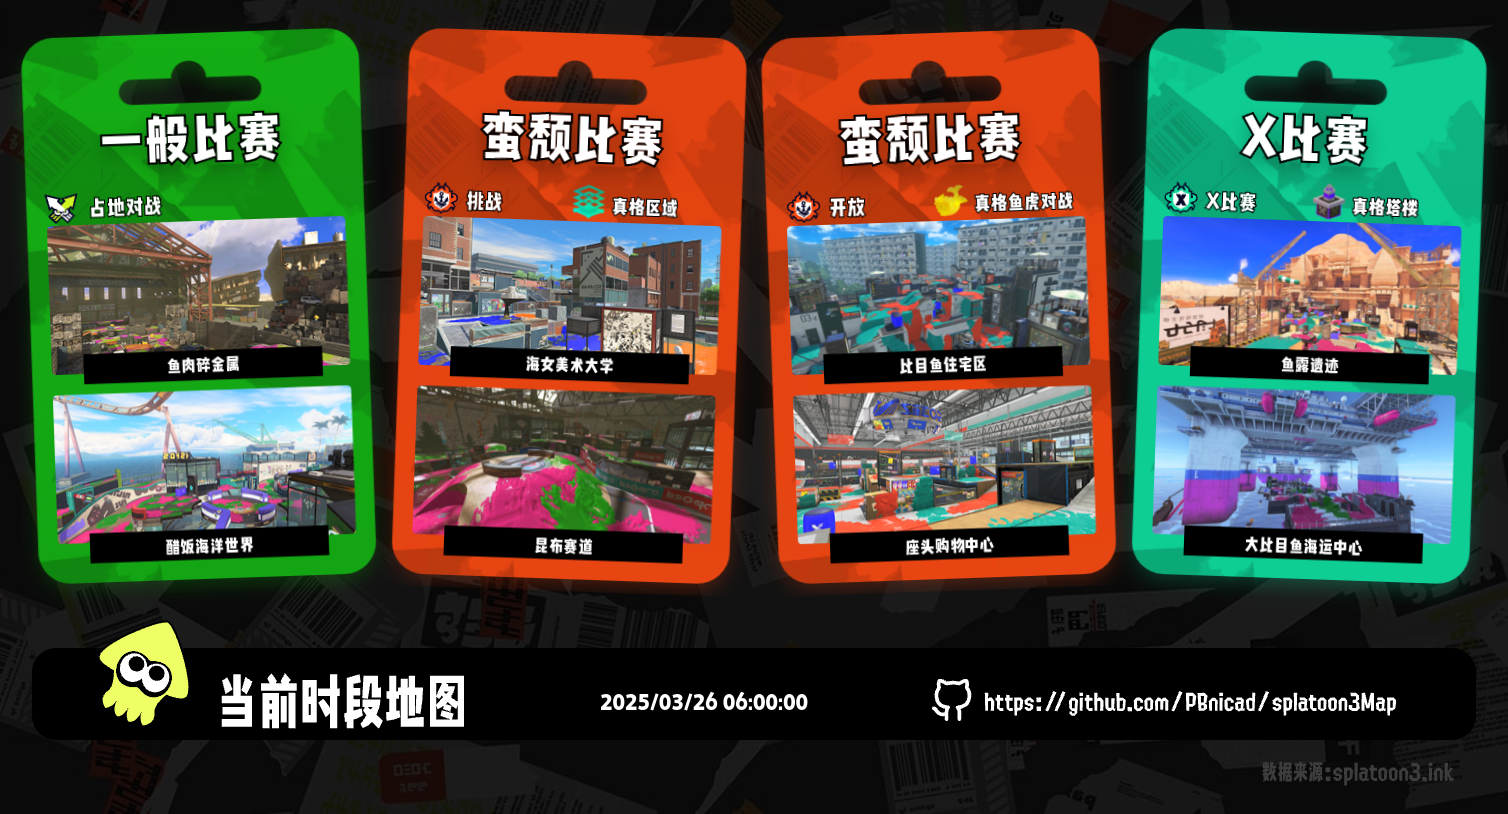 一般比赛
占地对战
鱼肉碎金属
醋饭海洋世界
蛮颓比赛
挑战
真格区域
海女美术大学
昆布赛道
蛮颓比赛
开放
真格鱼虎对战
比目鱼住宅区
座头购物中心
X比赛
X比赛
真格塔楼
鱼露遗迹
大比目鱼海运中心
当前时段地图
2025/03/26 06:00:00
https://github.com/PBnicad/splatoon3Map
数据来源:splatoon3.ink